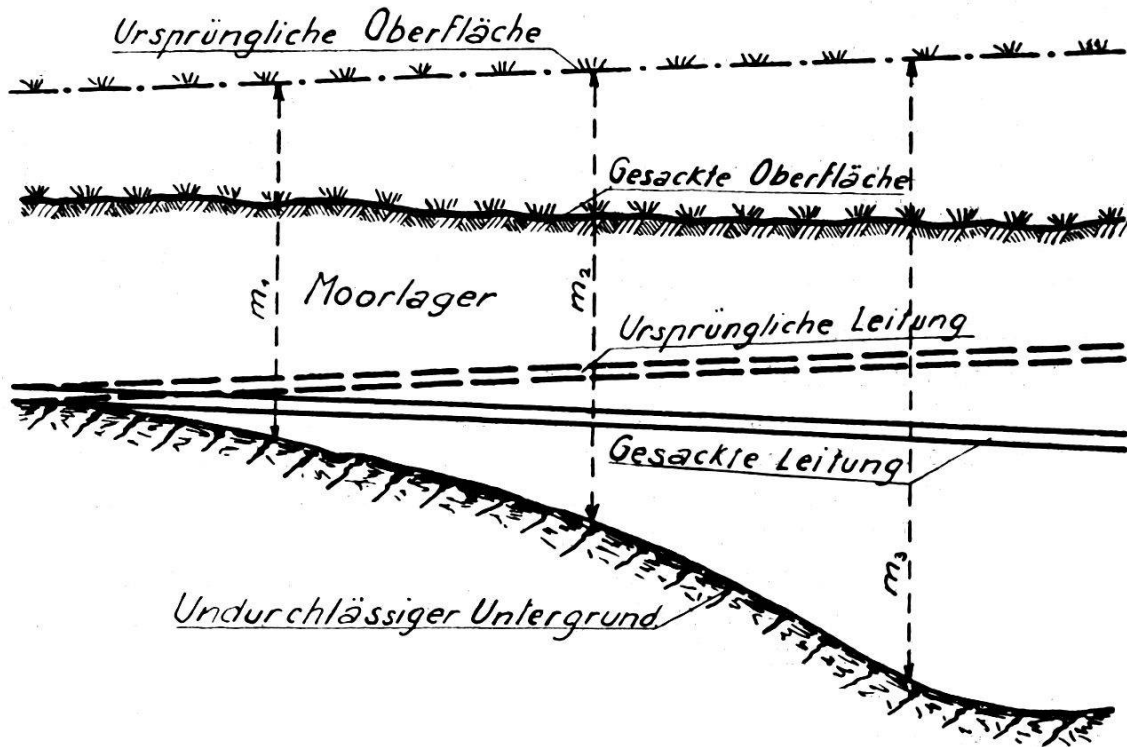 Ursprüngliche Oberfläche
Gesackte Oberfläche
m₁
Moorlager
m₂
Ursprüngliche Leitung
Gesackte Leitung
m₃
Undurchlässiger Untergrund